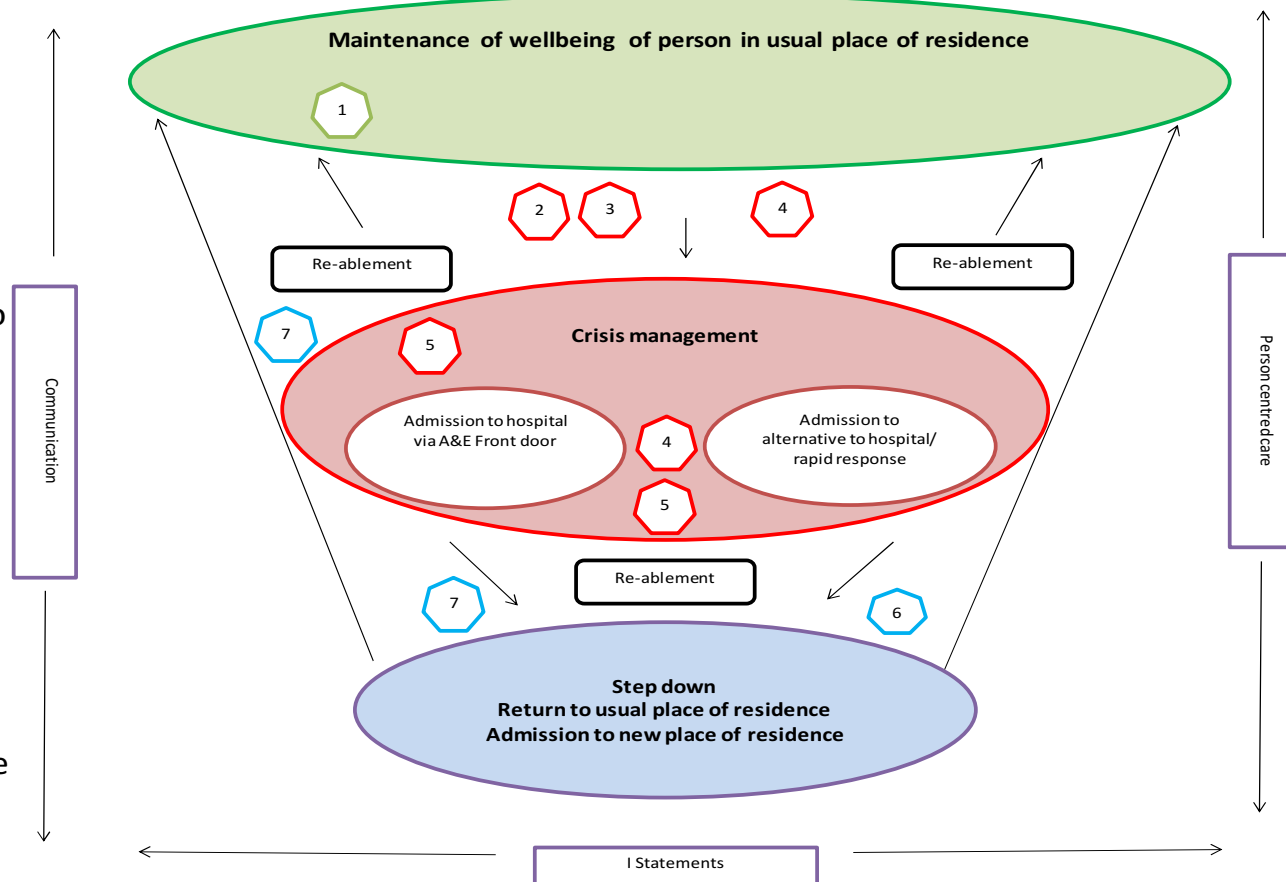 Maintenance of wellbeing of person in usual place of residence
1
2
3
4
Re-ablement
Re-ablement
7
5
Crisis management
Communication
Person centred care
Admission to hospital
via A&E Front door
4
Admission to
alternative to hospital/
rapid response
5
Re-ablement
7
6
Step down
Return to usual place of residence
Admission to new place of residence
I Statements